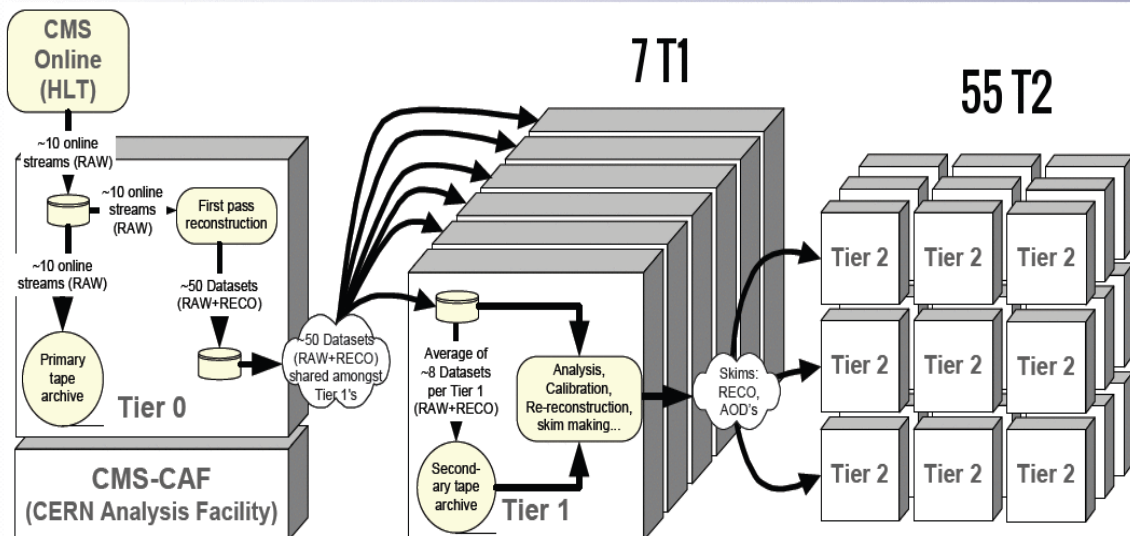 CMS
Online
(HLT)
~10 online
streams (RAW)
~10 online
streams
(RAW)
First pass
reconstruction
~10 online
streams (RAW)
~50 Datasets
(RAW+RECO)
Primary
tape
archive
Tier 0
CMS-CAF
(CERN Analysis Facility)
~50 Datasets
(RAW+RECO)
shared amongst
Tier 1's
7 T1
Average of
~8 Datasets
per Tier 1
(RAW+RECO)
Analysis,
Calibration,
Re-reconstruction,
skim making...
Second-
ary tape
archive
Tier 1
Skims:
RECO,
AOD's
55 T2
Tier 2 Tier 2 Tier 2
Tier 2 Tier 2 Tier 2
Tier 2 Tier 2 Tier 2